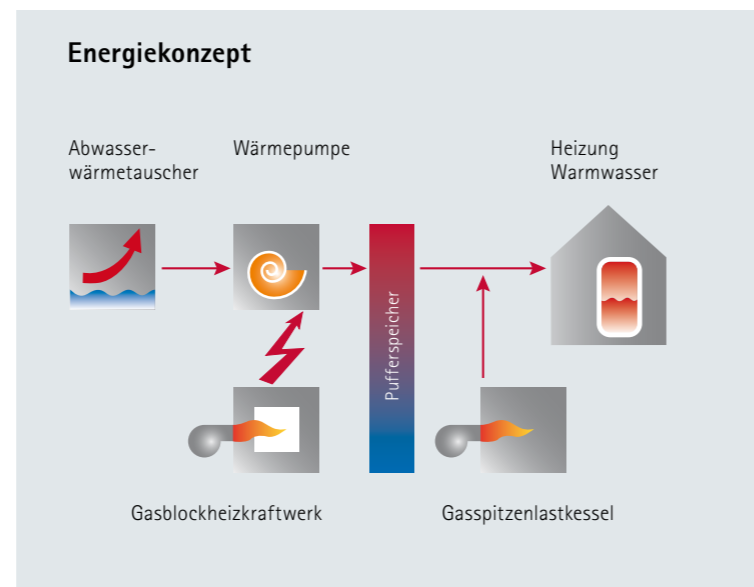 Energiekonzept
Abwasser-
wärmetauscher
Wärmepumpe
Heizung
Warmwasser
Pufferspeicher
Gasblockheizkraftwerk
Gasspitzenlastkessel